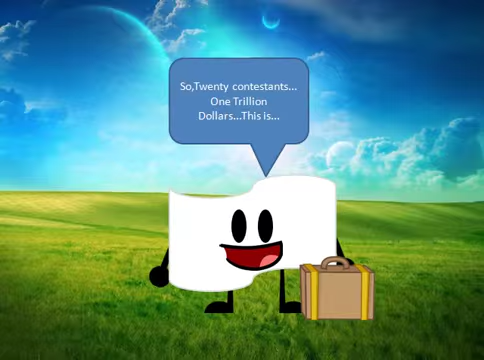 So,Twenty contestants...
One Trillion
Dollars...This is...